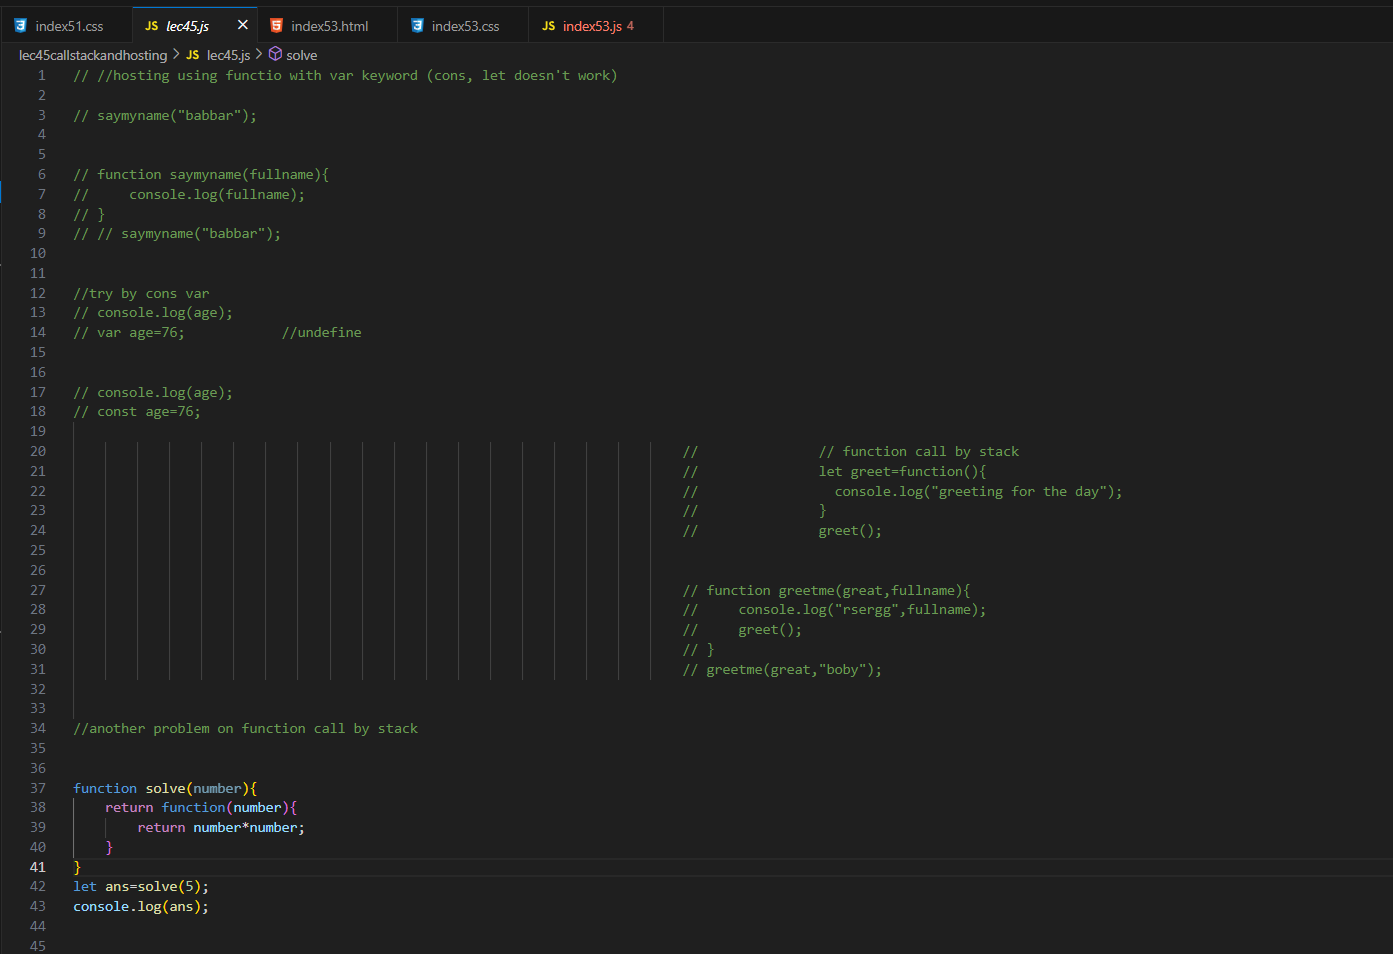 index51.css JS lec45.js index53.html index53.css JS index53.js 4
lec45callstackandhosting > JS lec45.js > solve
1 // //hosting using functio with var keyword (cons, let doesn't work)
2
3 // saymyname("babbar");
4
5
6 // function saymyname(fullname){
7 //     console.log(fullname);
8 // }
9 // // saymyname("babbar");
10
11
12 //try by cons var
13 // console.log(age);
14 // var age=76;            //undefine
15
16
17 // console.log(age);
18 // const age=76;
19
20 //               // function call by stack
21 //               let greet=function(){
22 //                 console.log("greeting for the day");
23 //               }
24 //               greet();
25
26
27 // function greetme(great,fullname){
28 //     console.log("rsergg",fullname);
29 //     greet();
30 // }
31 // greetme(great,"boby");
32
33
34 //another problem on function call by stack
35
36
37 function solve(number){
38     return function(number){
39         return number*number;
40     }
41 }
42 let ans=solve(5);
43 console.log(ans);
44
45